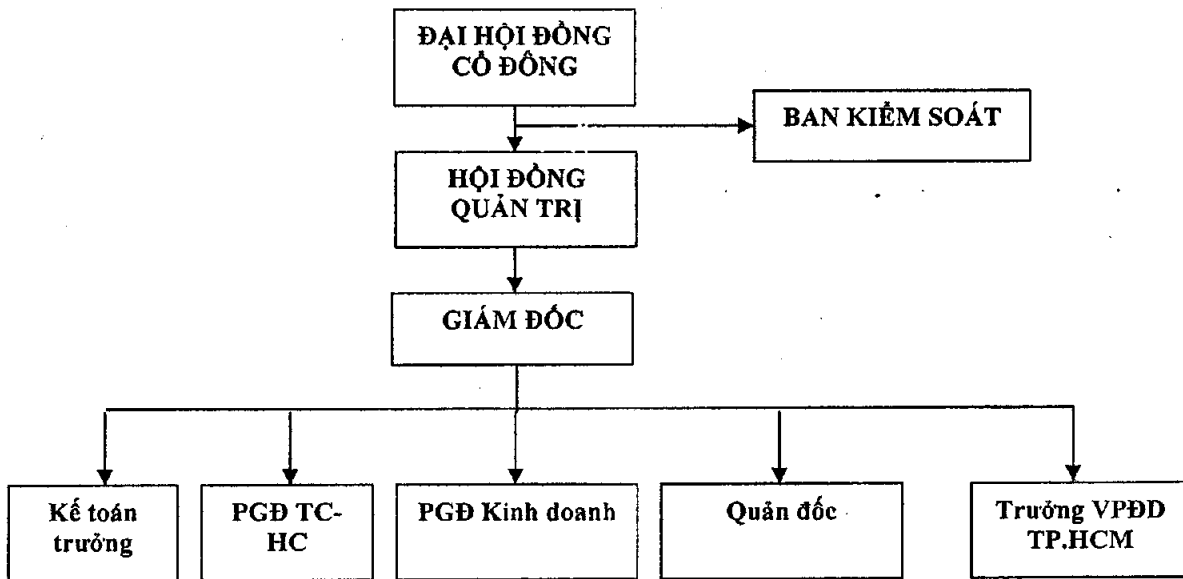 ĐẠI HỘI ĐỒNG
CỔ ĐÔNG
BAN KIỂM SOÁT
HỘI ĐỒNG
QUẢN TRỊ
GIÁM ĐỐC
Kế toán
trưởng
PGĐ TC-
HC
PGĐ Kinh doanh
Quản đốc
Trưởng VPĐD
TP.HCM